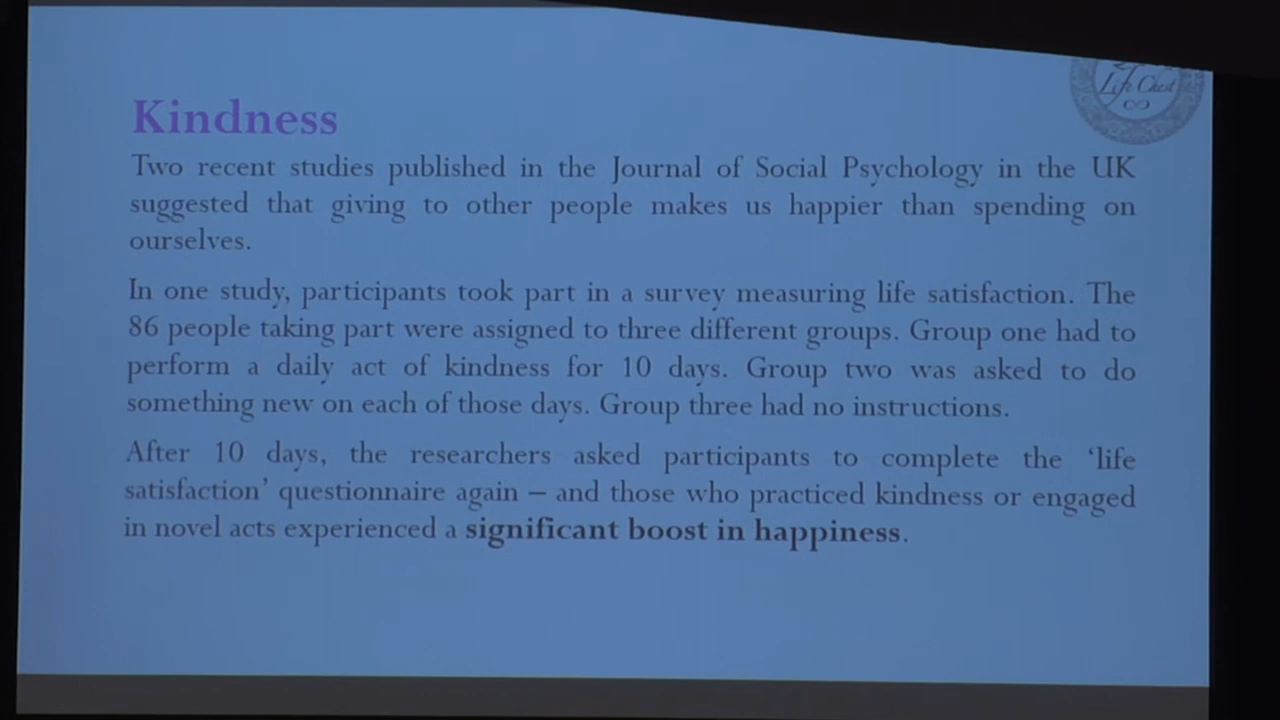 Life Chest
Kindness
Two recent studies published in the Journal of Social Psychology in the UK
suggested that giving to other people makes us happier than spending on
ourselves.
In one study, participants took part in a survey measuring life satisfaction. The
86 people taking part were assigned to three different groups. Group one had to
perform a daily act of kindness for 10 days. Group two was asked to do
something new on each of those days. Group three had no instructions.
After 10 days, the researchers asked participants to complete the ‘life
satisfaction’ questionnaire again – and those who practiced kindness or engaged
in novel acts experienced a significant boost in happiness.